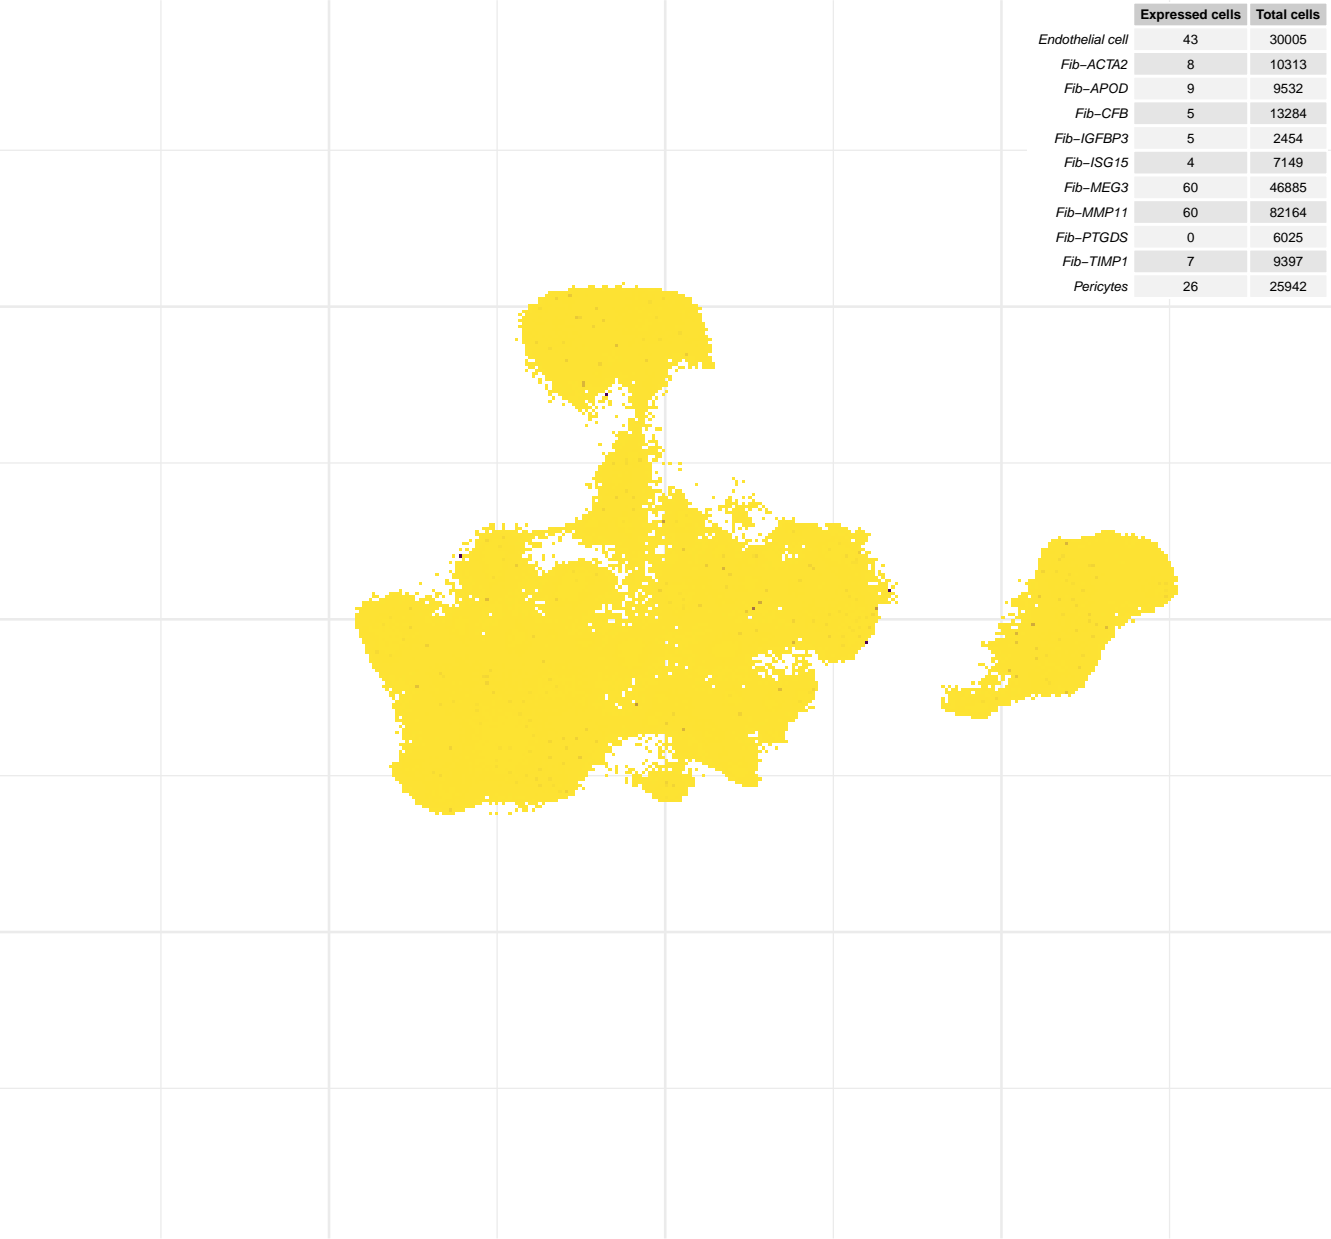 Expressed cells Total cells
Endothelial cell 43 30005
Fib−ACTA2 8 10313
Fib−APOD 9 9532
Fib−CFB 5 13284
Fib−IGFBP3 5 2454
Fib−ISG15 4 7149
Fib−MEG3 60 46885
Fib−MMP11 60 82164
Fib−PTGDS 0 6025
Fib−TIMP1 7 9397
Pericytes 26 25942